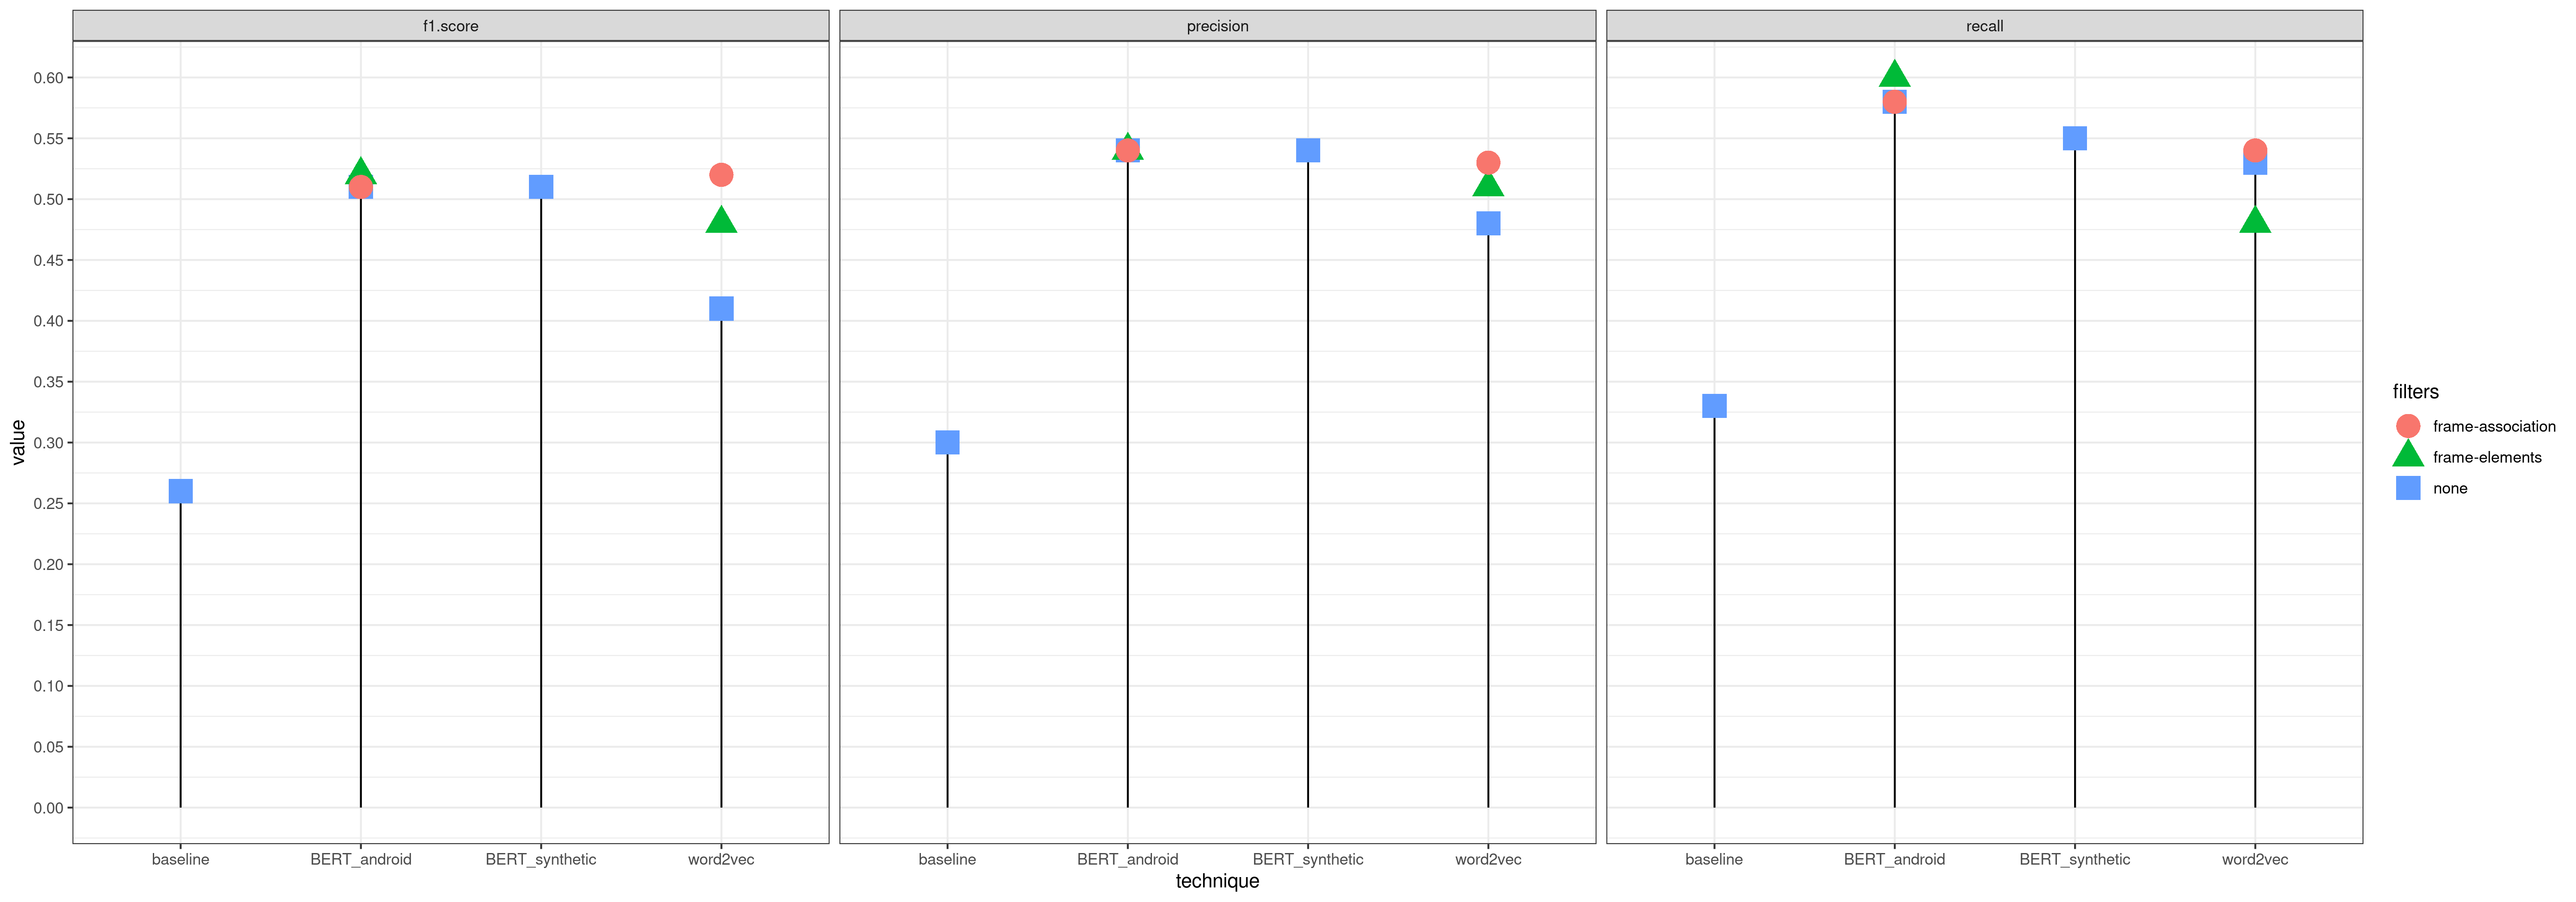 f1.score precision recall
0.60
0.55
0.50
0.45
0.40
0.35
0.30
0.25
0.20
0.15
0.10
0.05
0.00
value
filters
frame-association
frame-elements
none
baseline BERT_android BERT_synthetic word2vec baseline BERT_android BERT_synthetic word2vec baseline BERT_android BERT_synthetic word2vec
technique